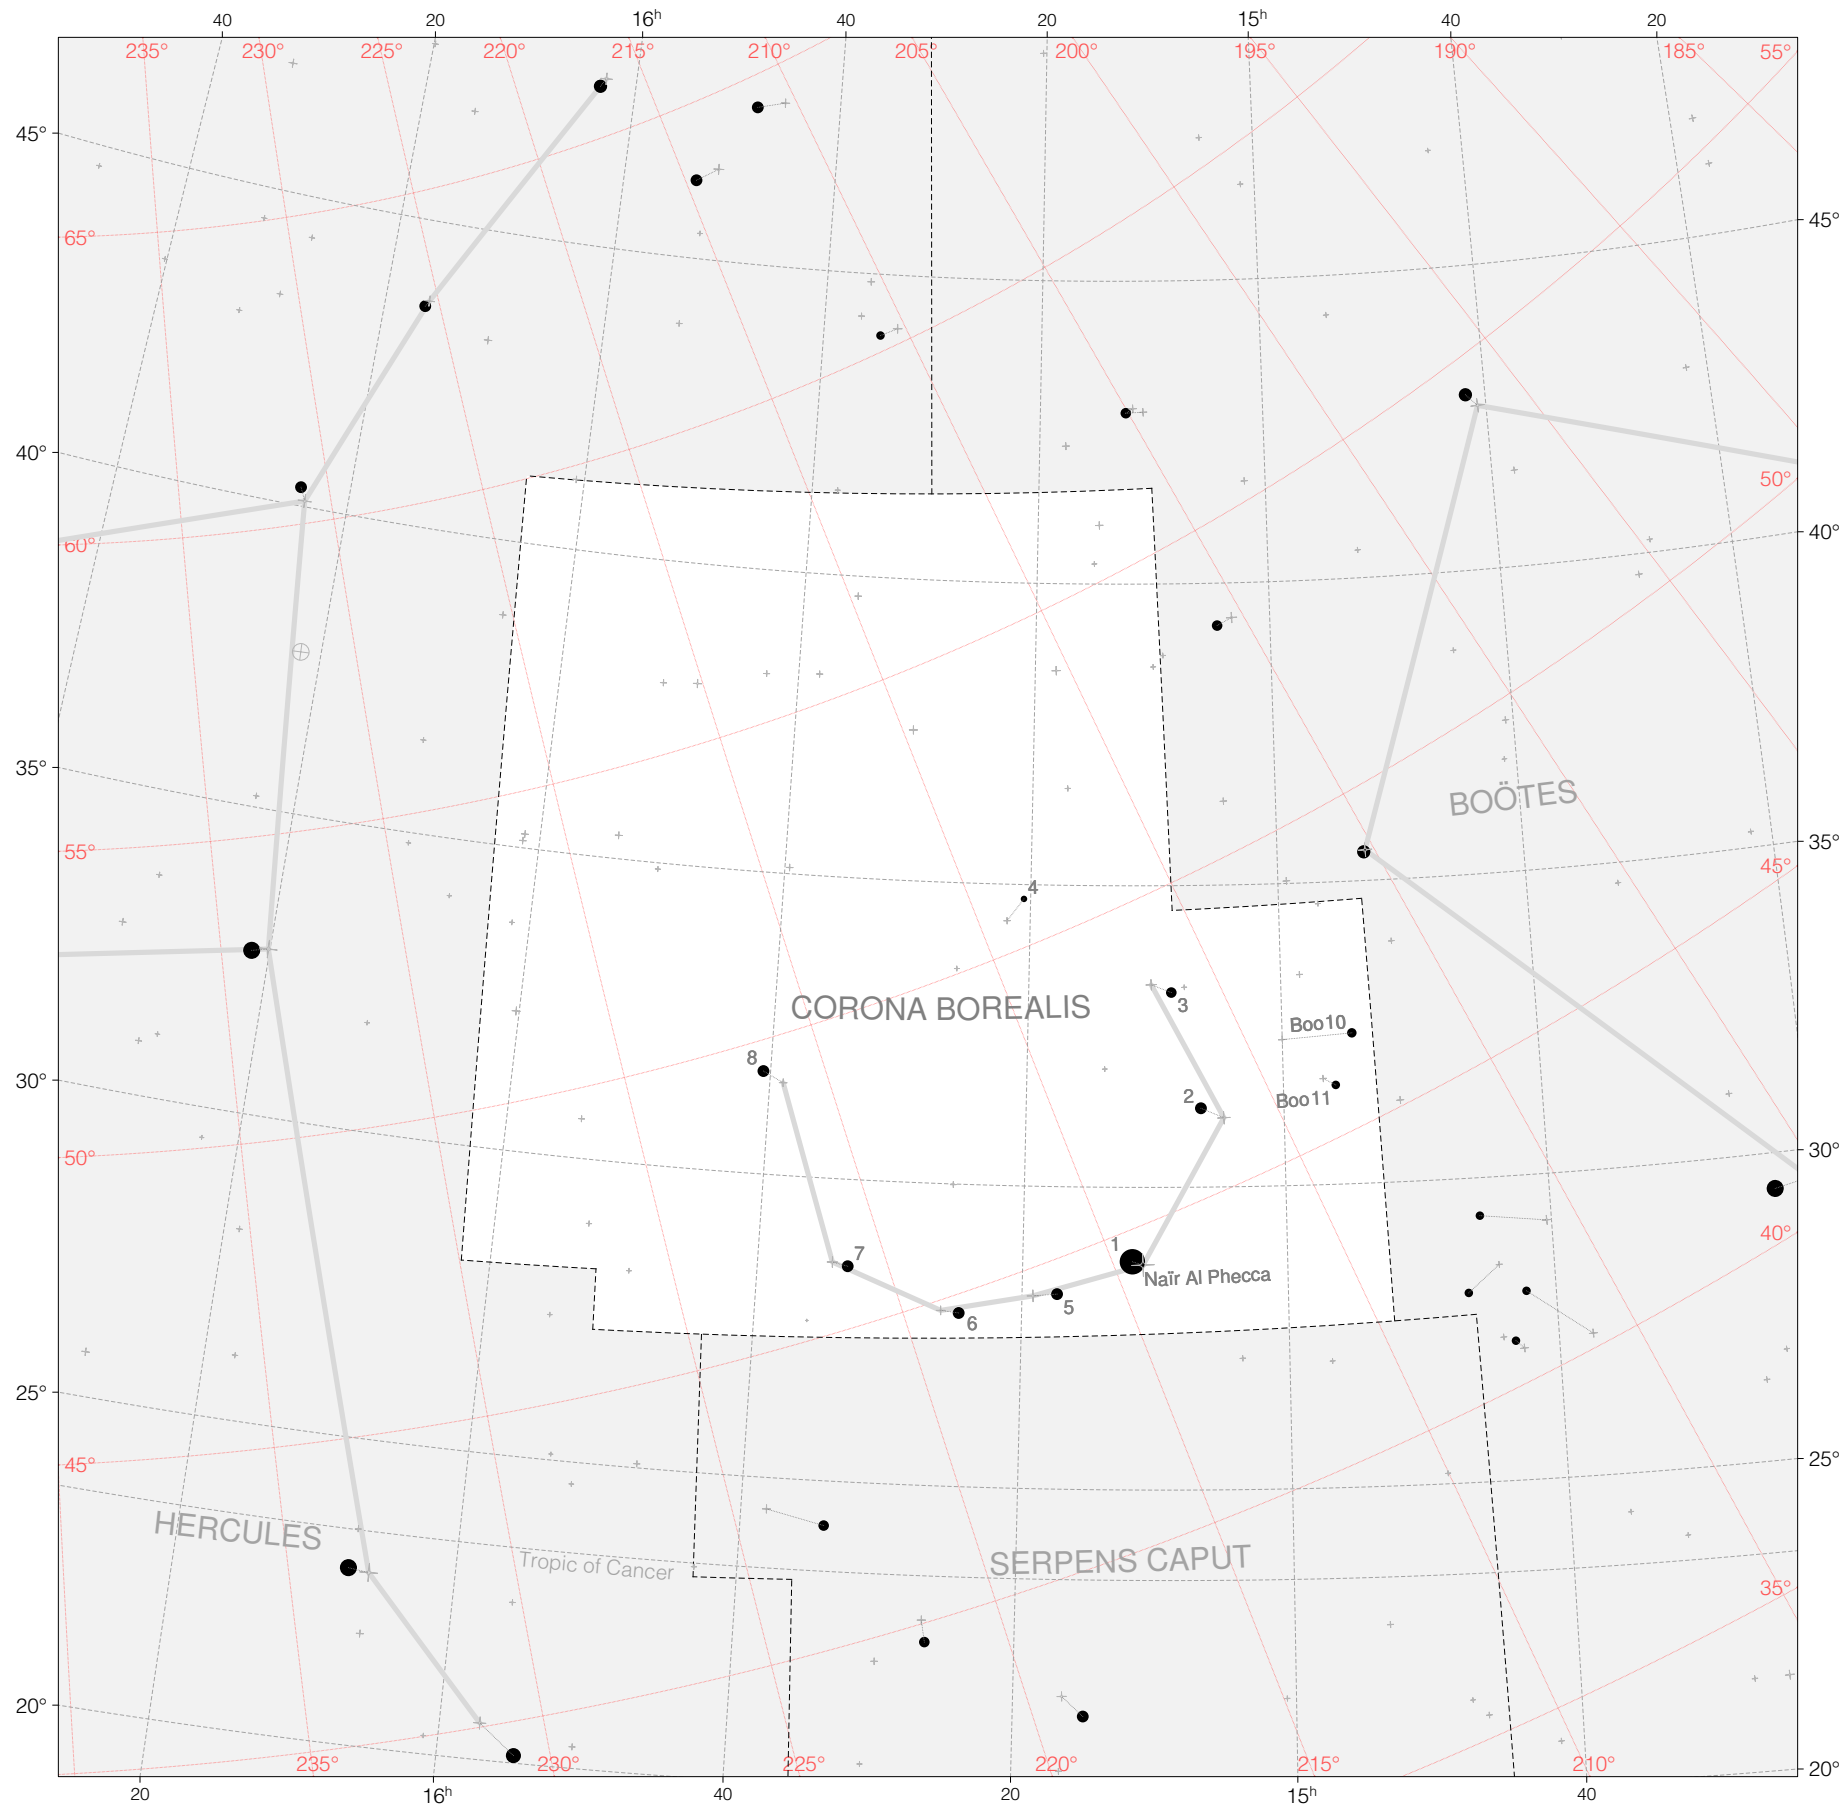 40 20 16h 40 20 15h 40 20
235° 230° 225° 220° 215° 210° 205° 200° 195° 190° 185° 55°
45°
45°
65°
40°
50°
60°
40°
35°
BOÖTES
35°
55°
45°
4
CORONA BOREALIS
3
Boo10
8
30°
2
Boo11
30°
50°
40°
1
7
Naïr Al Phecca
5
6
25°
25°
45°
HERCULES
Tropic of Cancer
SERPENS CAPUT
35°
20°
235° 230° 225° 220° 215° 210°
20°
20 16h 40 20 15h 40